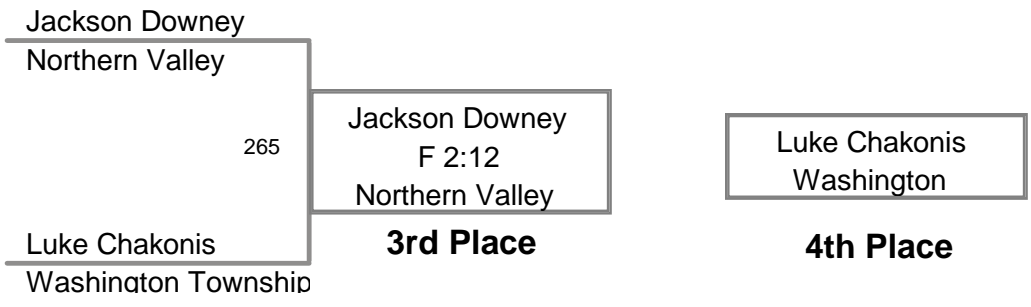 Jackson Downey
Northern Valley
265
Jackson Downey
F 2:12
Northern Valley
3rd Place
Luke Chakonis
Washington Township
Luke Chakonis
Washington
4th Place